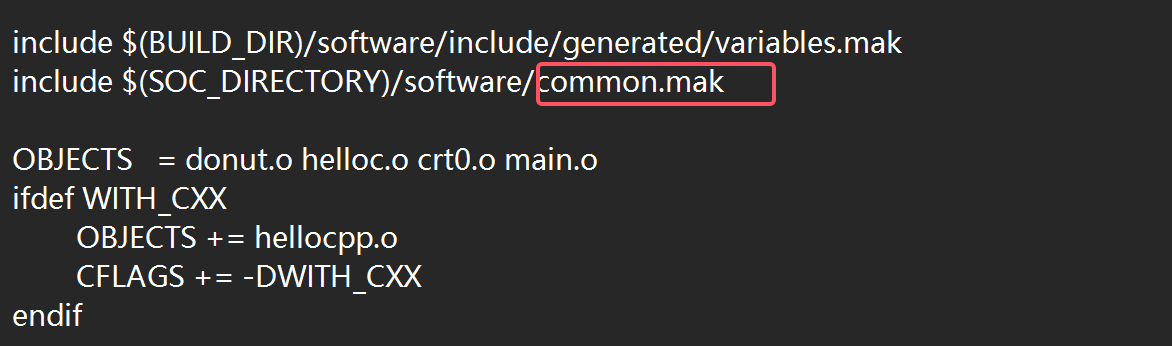 include $(BUILD_DIR)/software/include/generated/variables.mak
include $(SOC_DIRECTORY)/software/common.mak
OBJECTS   = donut.o helloc.o crt0.o main.o
ifdef WITH_CXX
        OBJECTS += hellocpp.o
        CFLAGS += -DWITH_CXX
endif